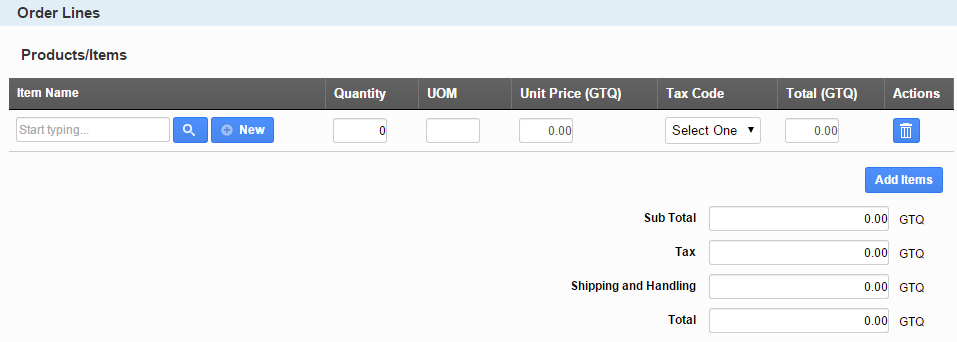 Order Lines
Products/Items
Item Name Quantity UOM Unit Price (GTQ) Tax Code Total (GTQ) Actions
Start typing... New 0 0.00 Select One 0.00
Add Items
Sub Total 0.00 GTQ
Tax 0.00 GTQ
Shipping and Handling 0.00 GTQ
Total 0.00 GTQ